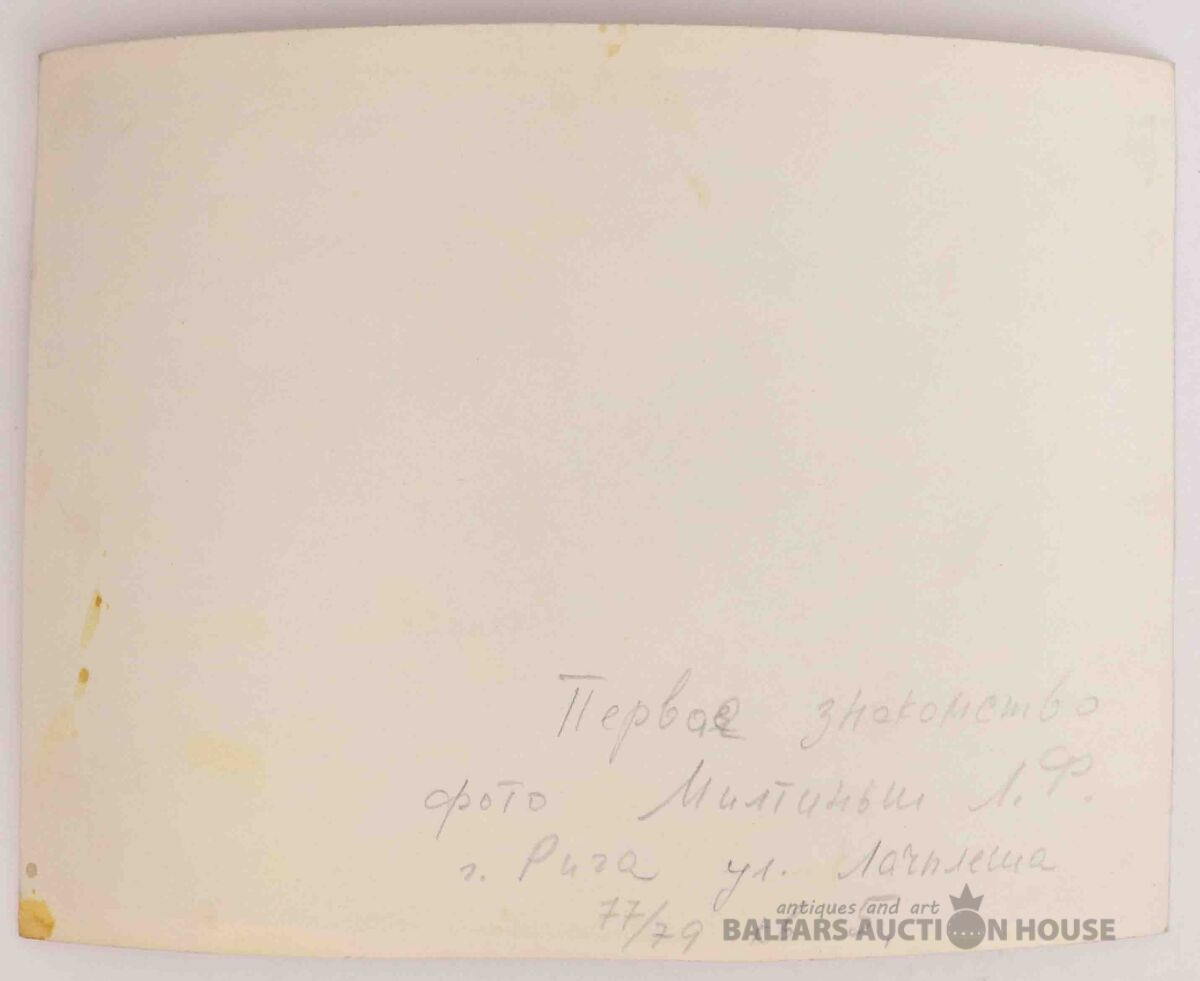 Первое знакомство
фото Милтиньш Л. Ф.
г. Рига ул. Лачплеша
77/79
antiques and art
BALTARS AUCTION HOUSE